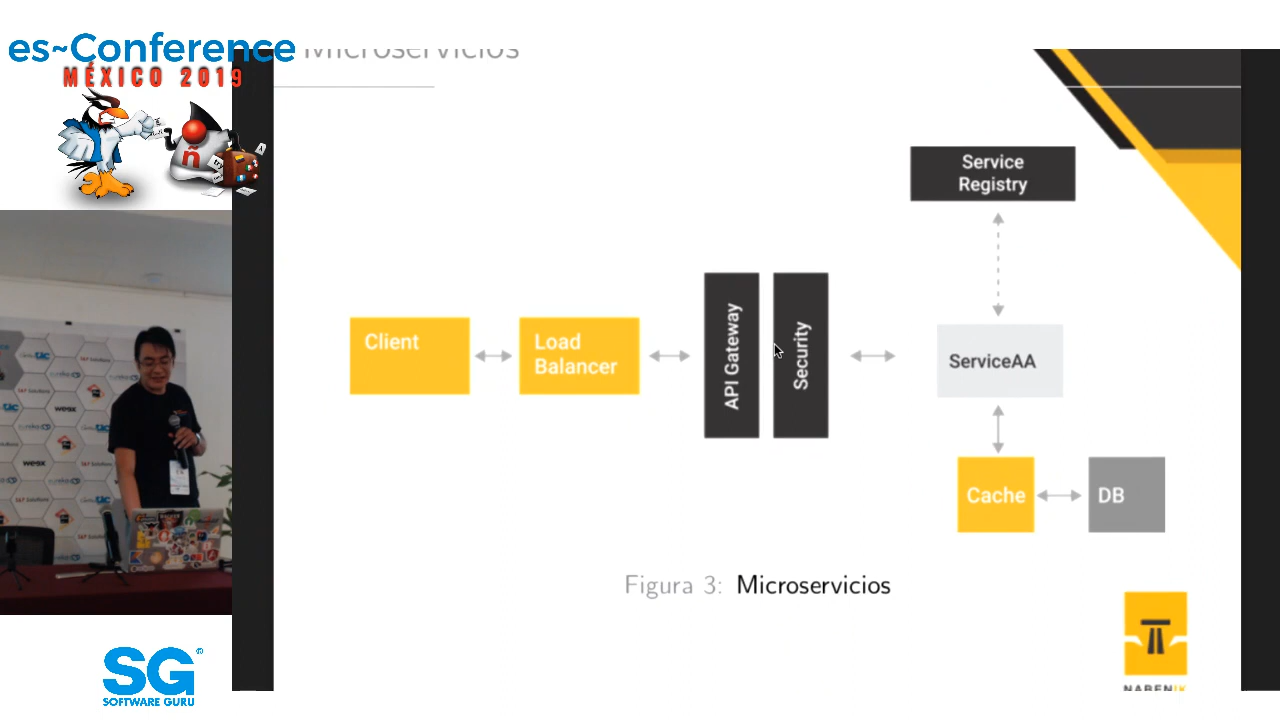 es~Conference
MÉXICO 2019
ñ
Microservicios
Service
Registry
Client
Load
Balancer
API Gateway
Security
ServiceAA
Cache
DB
Figura 3: Microservicios
NABENIK
SG®
SOFTWARE GURU